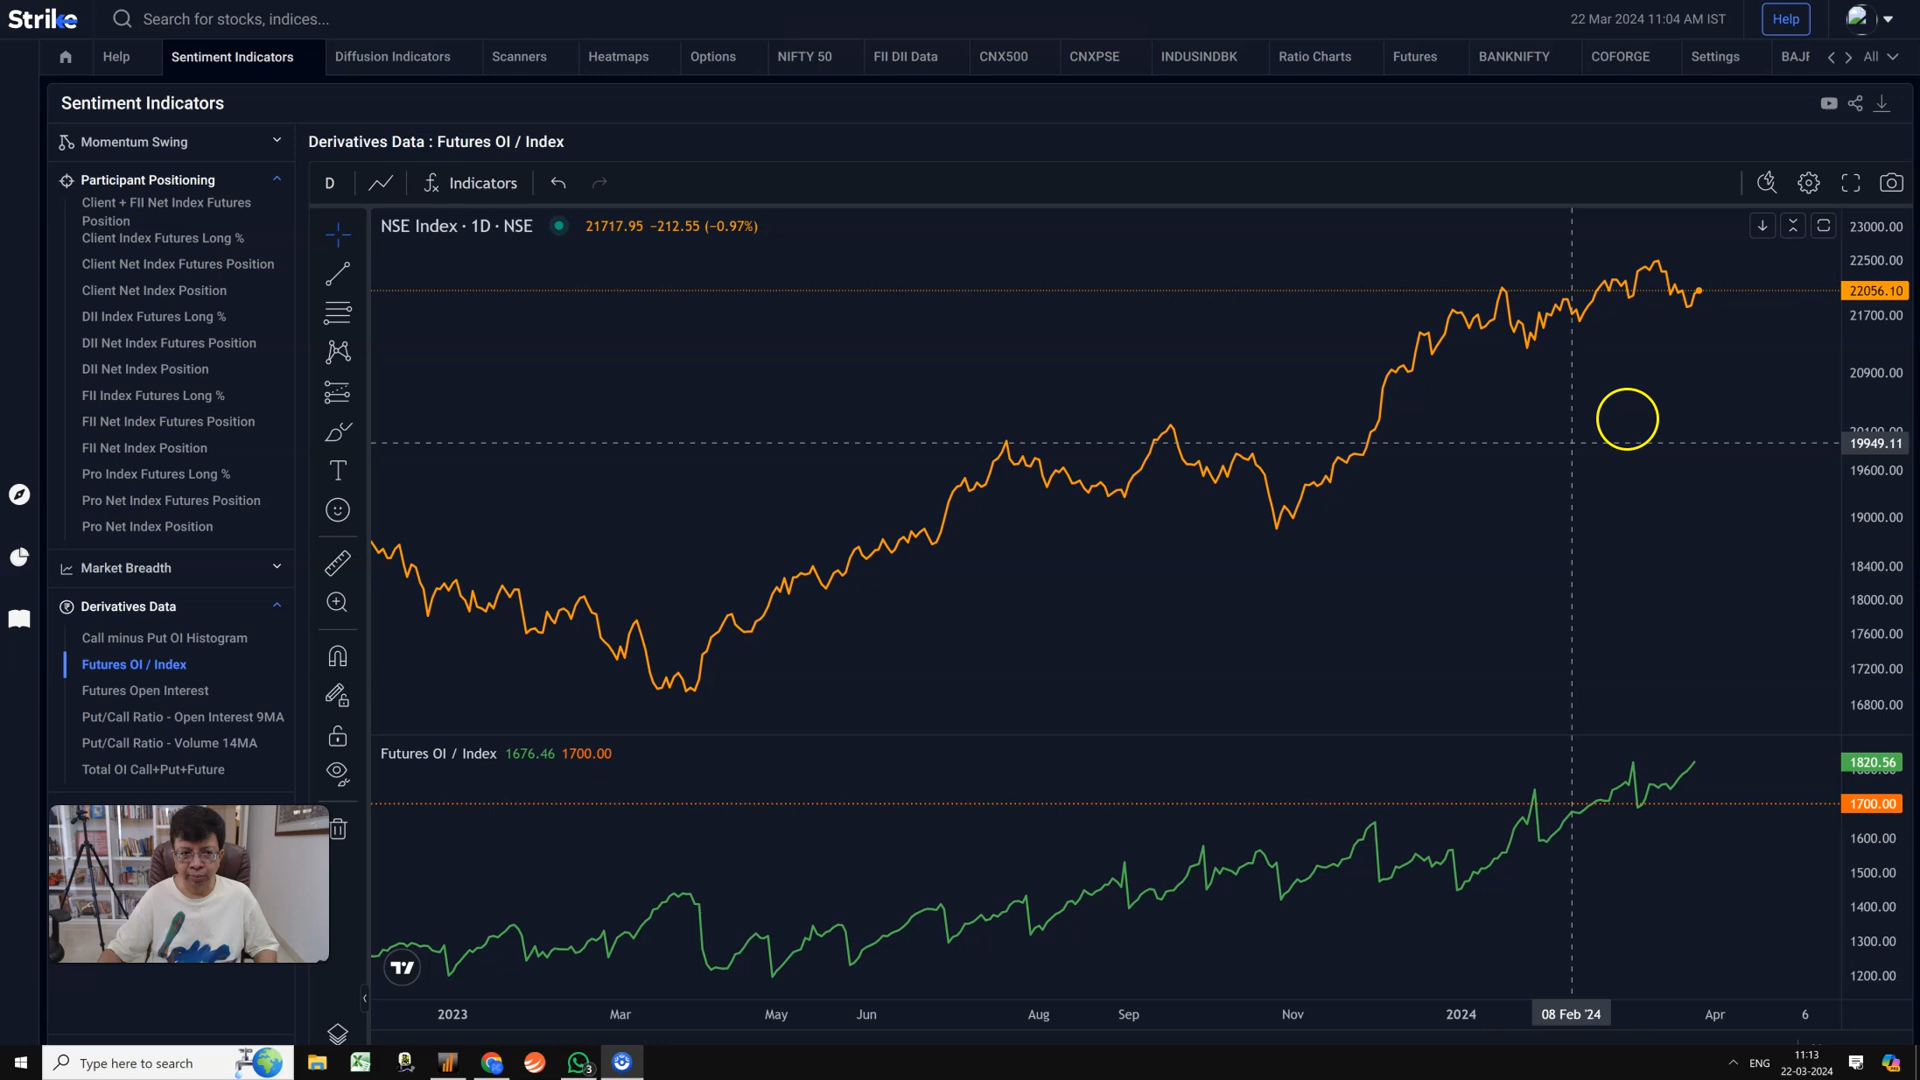 Strike
Search for stocks, indices...
22 Mar 2024 11:04 AM IST
Help
Help
Sentiment Indicators
Diffusion Indicators
Scanners
Heatmaps
Options
NIFTY 50
FII DII Data
CNX500
CNXPSE
INDUSINDBK
Ratio Charts
Futures
BANKNIFTY
COFORGE
Settings
BAJF
All
Sentiment Indicators
Momentum Swing
Participant Positioning
Client + FII Net Index Futures
Position
Client Index Futures Long %
Client Net Index Futures Position
Client Net Index Position
DII Index Futures Long %
DII Net Index Futures Position
DII Net Index Position
FII Index Futures Long %
FII Net Index Futures Position
FII Net Index Position
Pro Index Futures Long %
Pro Net Index Futures Position
Pro Net Index Position
Market Breadth
Derivatives Data
Call minus Put OI Histogram
Futures OI / Index
Futures Open Interest
Put/Call Ratio - Open Interest 9MA
Put/Call Ratio - Volume 14MA
Total OI Call+Put+Future
Derivatives Data : Futures OI / Index
D
Indicators
NSE Index · 1D · NSE
21717.95 −212.55 (−0.97%)
23000.00
22500.00
22056.10
21700.00
20900.00
19949.11
19600.00
19000.00
18400.00
18000.00
17600.00
17200.00
16800.00
Futures OI / Index 1676.46 1700.00
1820.56
1700.00
1600.00
1500.00
1400.00
1300.00
1200.00
2023
Mar
May
Jun
Aug
Sep
Nov
2024
08 Feb '24
Apr
6
Type here to search
3
ENG
11:13
22-03-2024